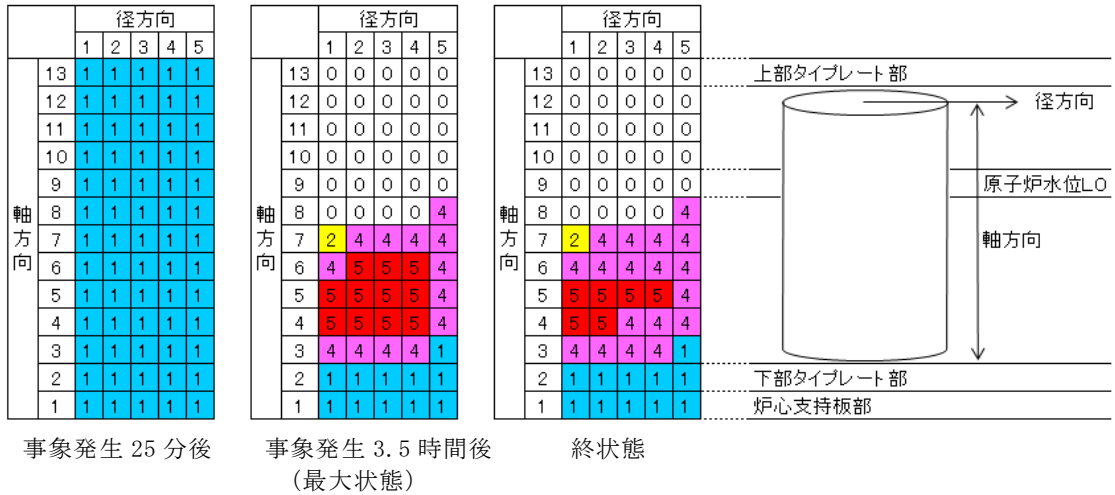 径方向
1 2 3 4 5
軸方向
13 1 1 1 1 1
12 1 1 1 1 1
11 1 1 1 1 1
10 1 1 1 1 1
9 1 1 1 1 1
8 1 1 1 1 1
7 1 1 1 1 1
6 1 1 1 1 1
5 1 1 1 1 1
4 1 1 1 1 1
3 1 1 1 1 1
2 1 1 1 1 1
1 1 1 1 1 1
事象発生 25 分後
径方向
1 2 3 4 5
軸方向
13 0 0 0 0 0
12 0 0 0 0 0
11 0 0 0 0 0
10 0 0 0 0 0
9 0 0 0 0 0
8 0 0 0 0 4
7 2 4 4 4 4
6 4 5 5 5 4
5 5 5 5 5 4
4 5 5 5 5 4
3 4 4 4 4 1
2 1 1 1 1 1
1 1 1 1 1 1
事象発生 3.5 時間後
(最大状態)
径方向
1 2 3 4 5
軸方向
13 0 0 0 0 0
12 0 0 0 0 0
11 0 0 0 0 0
10 0 0 0 0 0
9 0 0 0 0 0
8 0 0 0 0 4
7 2 4 4 4 4
6 4 4 4 4 4
5 5 5 5 5 4
4 5 5 4 4 4
3 4 4 4 4 1
2 1 1 1 1 1
1 1 1 1 1 1
終状態
上部タイプレート部
径方向
原子炉水位L0
軸方向
下部タイプレート部
炉心支持板部